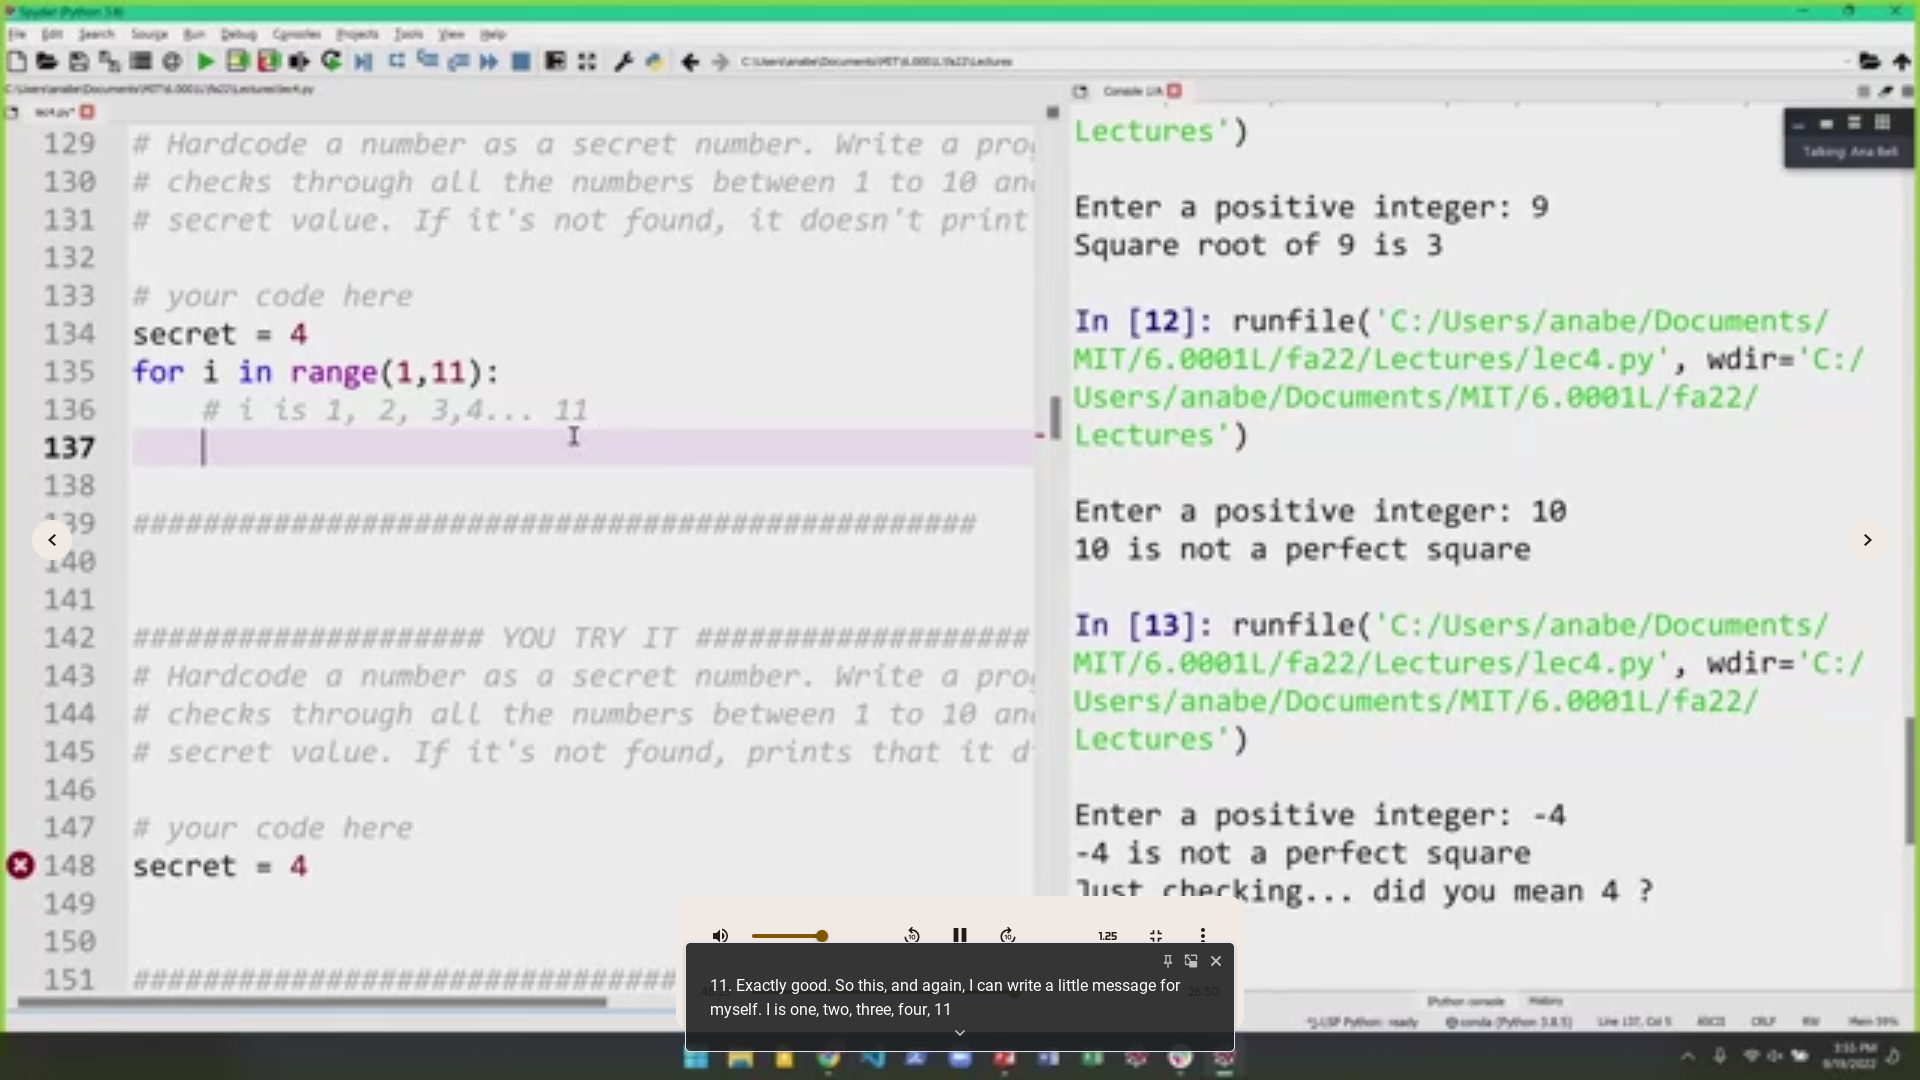 Spyder (Python 3.8)
File Edit Search Source Run Debug Consoles Projects Tools View Help
C:\Users\anabe\Documents\MIT\6.0001L\fa22\Lectures
C:\Users\anabe\Documents\MIT\6.0001L\fa22\Lectures\lec4.py
lec4.py*
129 # Hardcode a number as a secret number. Write a pro
130 # checks through all the numbers between 1 to 10 an
131 # secret value. If it's not found, it doesn't print
132
133 # your code here
134 secret = 4
135 for i in range(1,11):
136 # i is 1, 2, 3,4... 11
137
138
139 ################################################
140
141
142 #################### YOU TRY IT ###################
143 # Hardcode a number as a secret number. Write a pro
144 # checks through all the numbers between 1 to 10 an
145 # secret value. If it's not found, prints that it d
146
147 # your code here
148 secret = 4
149
150
151 ###############################
Console 1/A
Talking: Ana Bell
Lectures')
Enter a positive integer: 9
Square root of 9 is 3
In [12]: runfile('C:/Users/anabe/Documents/
MIT/6.0001L/fa22/Lectures/lec4.py', wdir='C:/
Users/anabe/Documents/MIT/6.0001L/fa22/
Lectures')
Enter a positive integer: 10
10 is not a perfect square
In [13]: runfile('C:/Users/anabe/Documents/
MIT/6.0001L/fa22/Lectures/lec4.py', wdir='C:/
Users/anabe/Documents/MIT/6.0001L/fa22/
Lectures')
Enter a positive integer: -4
-4 is not a perfect square
Just checking... did you mean 4 ?
10
10
1.25
26:50
11. Exactly good. So this, and again, I can write a little message for
myself. I is one, two, three, four, 11
IPython console History
LSP Python: ready conda (Python 3.8.5) Line 137, Col 5 ASCII CRLF RW Mem 59%
3:55 PM
9/19/2022